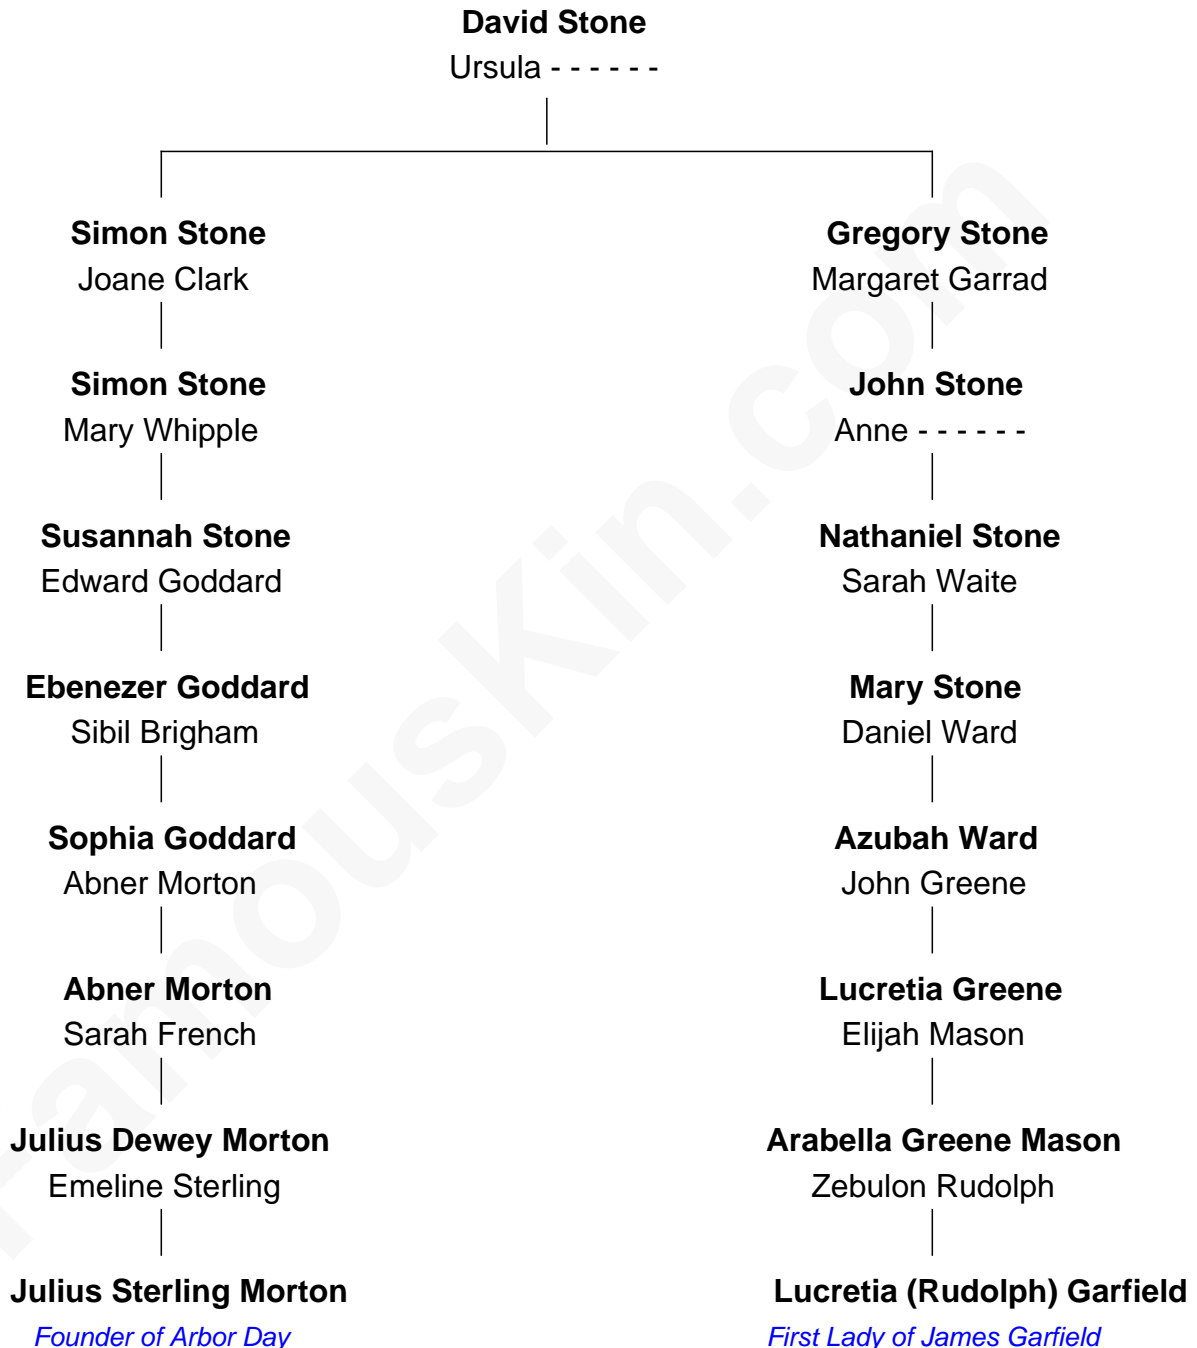 David Stone
Ursula - - - - - -
Simon Stone
Joane Clark
Gregory Stone
Margaret Garrad
Simon Stone
Mary Whipple
John Stone
Anne - - - - - -
Susannah Stone
Edward Goddard
Nathaniel Stone
Sarah Waite
Ebenezer Goddard
Sibil Brigham
Mary Stone
Daniel Ward
Sophia Goddard
Abner Morton
Azubah Ward
John Greene
Abner Morton
Sarah French
Lucretia Greene
Elijah Mason
Julius Dewey Morton
Emeline Sterling
Arabella Greene Mason
Zebulon Rudolph
Julius Sterling Morton
Founder of Arbor Day
Lucretia (Rudolph) Garfield
First Lady of James Garfield
FamousKin.com